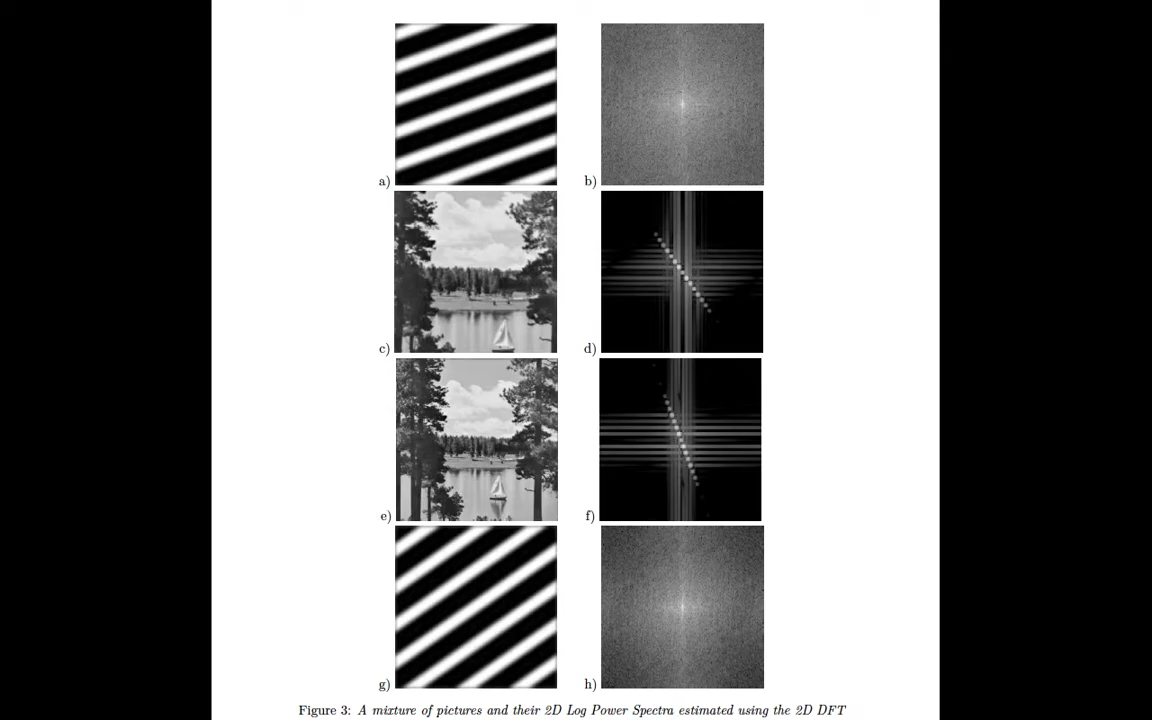 a)
b)
c)
d)
e)
f)
g)
h)
Figure 3: A mixture of pictures and their 2D Log Power Spectra estimated using the 2D DFT